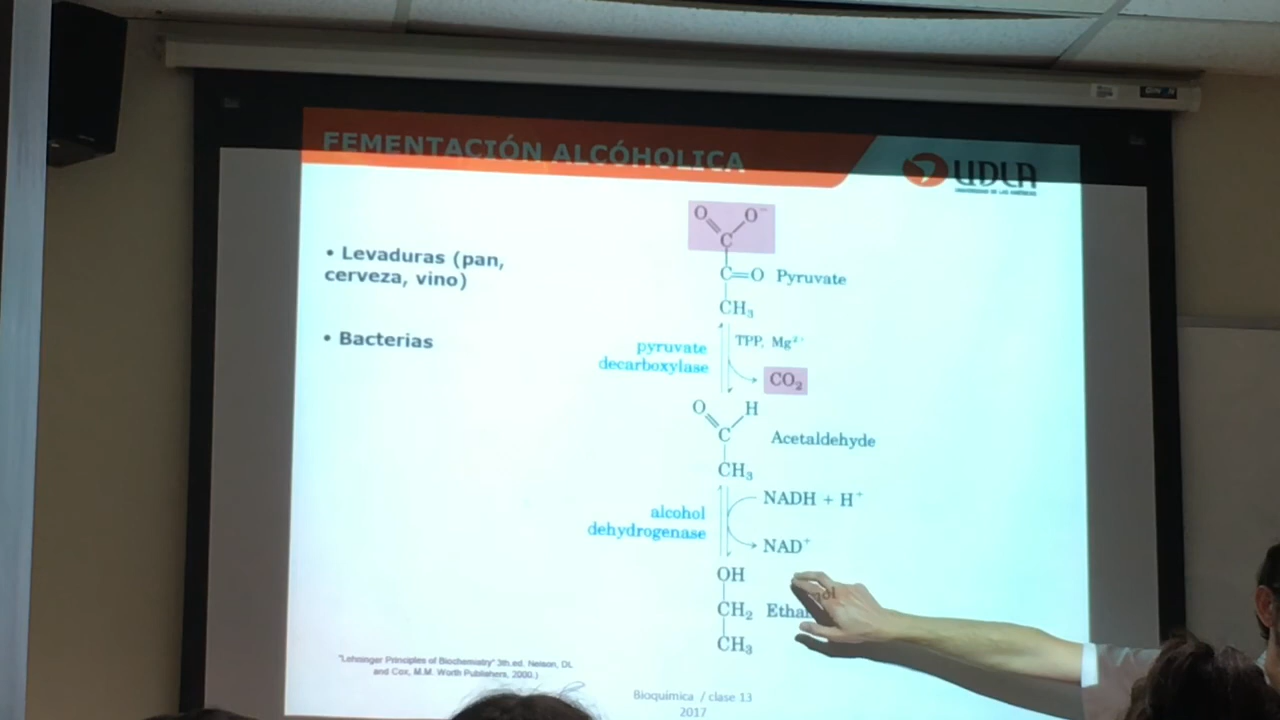 FEMENTACIÓN ALCÓHOLICA
UDLA
• Levaduras (pan,
cerveza, vino)
• Bacterias
O O⁻
C
C=O Pyruvate
CH₃
pyruvate
decarboxylase
TPP, Mg²⁺
CO₂
O H
C
Acetaldehyde
CH₃
alcohol
dehydrogenase
NADH + H⁺
NAD⁺
OH
CH₂
CH₃
"Lehninger Principles of Biochemistry" 3th.ed. Nelson, DL
and Cox, M.M. Worth Publishers, 2000.)
Bioquímica / clase 13
2017